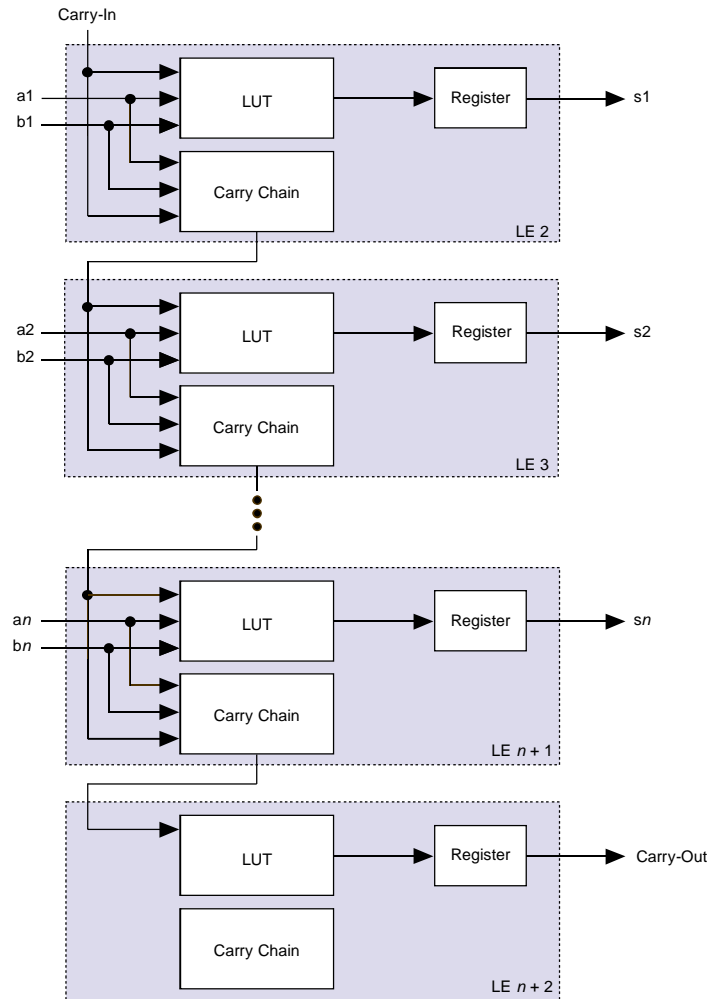 Carry-In
a1
b1
LUT
Register
s1
Carry Chain
LE 2
a2
b2
LUT
Register
s2
Carry Chain
LE 3
an
bn
LUT
Register
sn
Carry Chain
LE n + 1
LUT
Register
Carry-Out
Carry Chain
LE n + 2